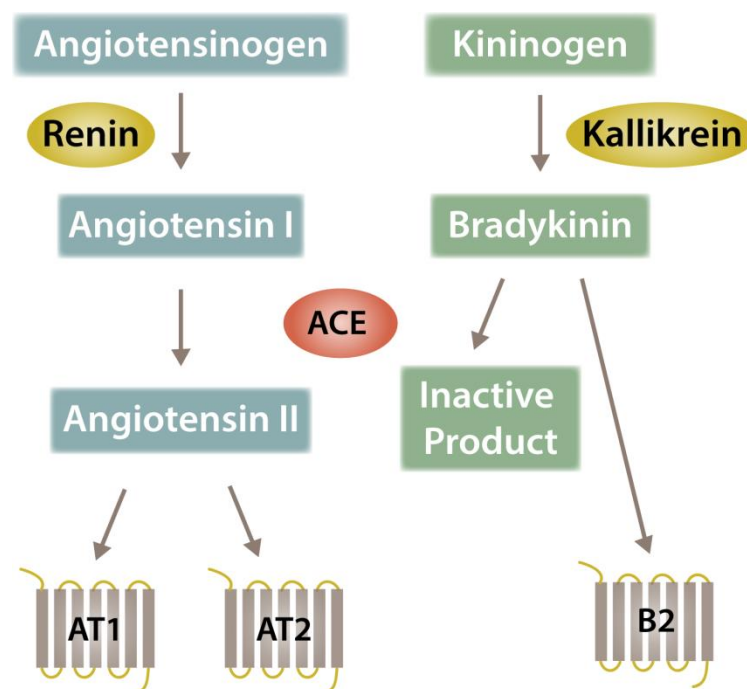 Angiotensinogen
Kininogen
Renin
Kallikrein
Angiotensin I
Bradykinin
ACE
Angiotensin II
Inactive
Product
AT1
AT2
B2